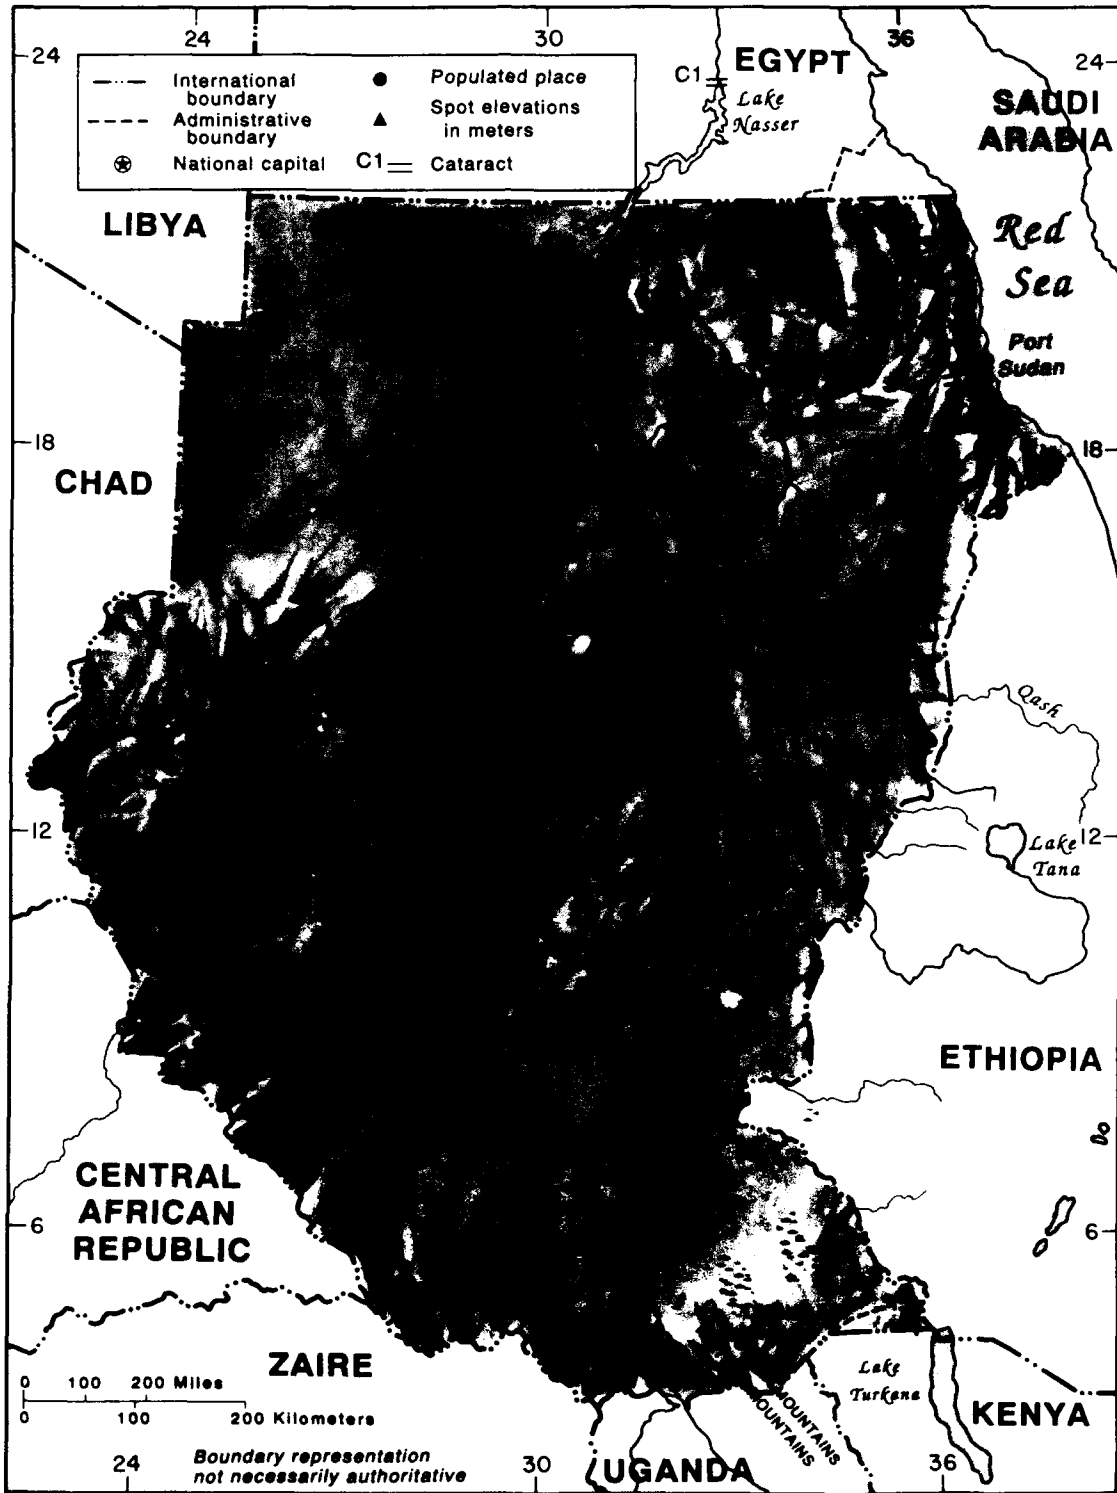 24
30
36
24
EGYPT
C1
Lake
Nasser
24
SAUDI
ARABIA
International
boundary
Administrative
boundary
National capital
Populated place
Spot elevations
in meters
C1
Cataract
LIBYA
Red
Sea
Port
Sudan
18
18
CHAD
Qash
12
12
Lake
Tana
ETHIOPIA
CENTRAL
AFRICAN
REPUBLIC
6
6
ZAIRE
0 100 200 Miles
0 100 200 Kilometers
Lake
Turkana
KENYA
MOUNTAINS
MOUNTAINS
Boundary representation
not necessarily authoritative
24
30
UGANDA
36